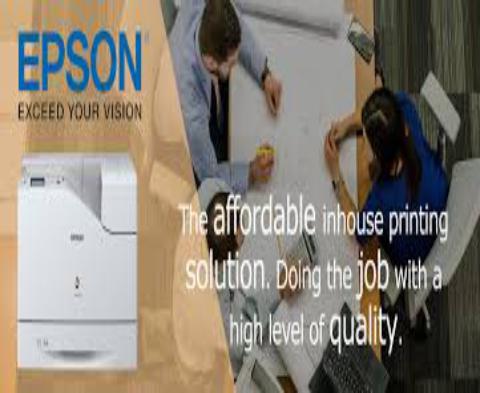 EPSON
EXCEED YOUR VISION
The affordable inhouse printing
solution. Doing the job with a
high level of quality.